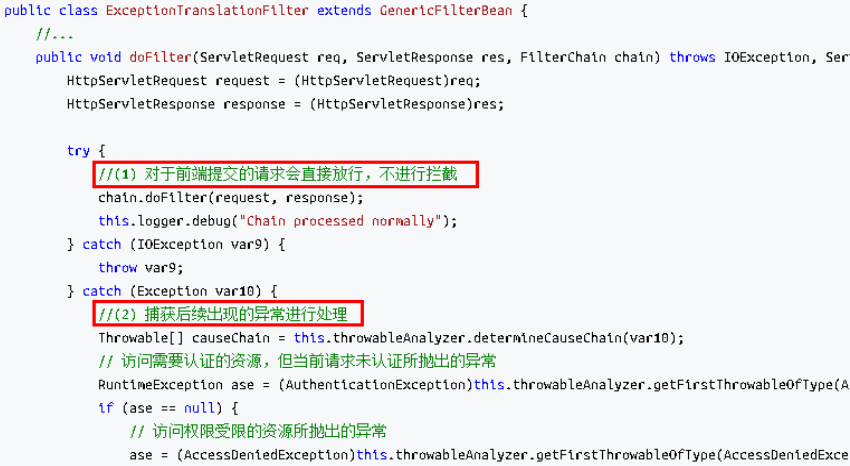 public class ExceptionTranslationFilter extends GenericFilterBean {
//...
public void doFilter(ServletRequest req, ServletResponse res, FilterChain chain) throws IOException, Ser
HttpServletRequest request = (HttpServletRequest)req;
HttpServletResponse response = (HttpServletResponse)res;
try {
//(1) 对于前端提交的请求会直接放行，不进行拦截
chain.doFilter(request, response);
this.logger.debug("Chain processed normally");
} catch (IOException var9) {
throw var9;
} catch (Exception var10) {
//(2) 捕获后续出现的异常进行处理
Throwable[] causeChain = this.throwableAnalyzer.determineCauseChain(var10);
// 访问需要认证的资源，但当前请求未认证所抛出的异常
RuntimeException ase = (AuthenticationException)this.throwableAnalyzer.getFirstThrowableOfType(A
if (ase == null) {
// 访问权限受限的资源所抛出的异常
ase = (AccessDeniedException)this.throwableAnalyzer.getFirstThrowableOfType(AccessDeniedExce